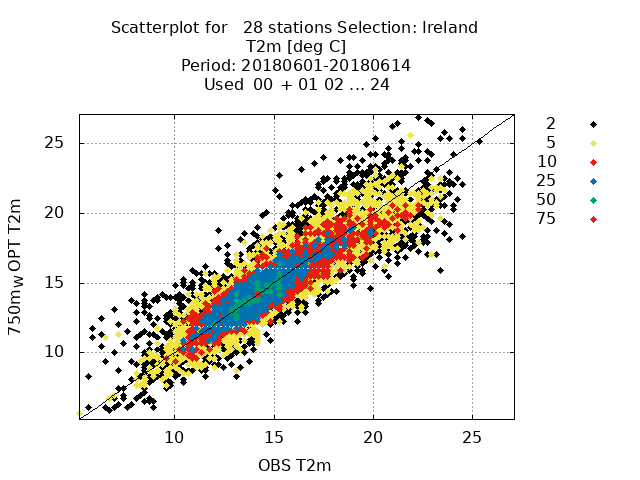 Scatterplot for 28 stations Selection: Ireland
T2m [deg C]
Period: 20180601-20180614
Used 00 + 01 02 ... 24
2
5
10
25
50
75
25
20
15
10
750mw OPT T2m
10 15 20 25
OBS T2m